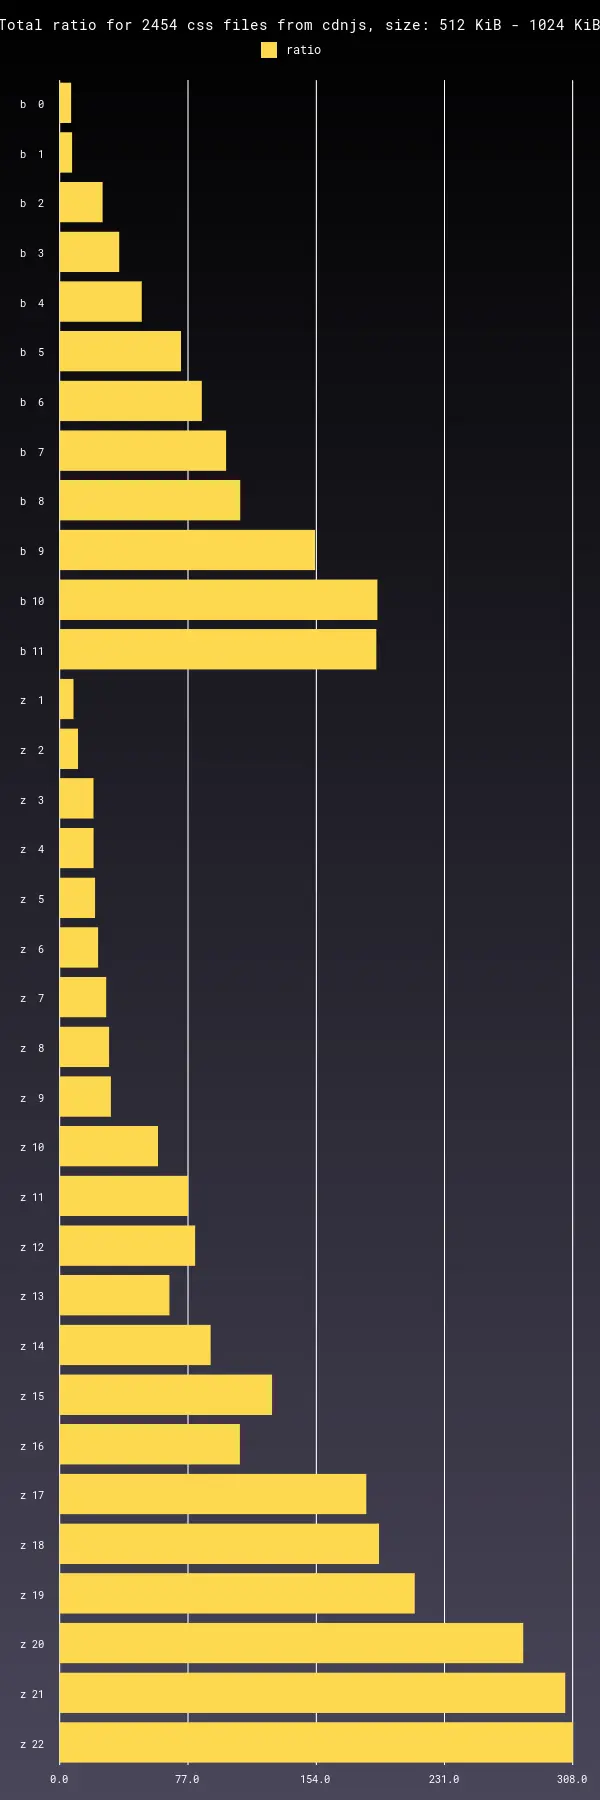 Total ratio for 2454 css files from cdnjs, size: 512 KiB - 1024 KiB
ratio
b 0
b 1
b 2
b 3
b 4
b 5
b 6
b 7
b 8
b 9
b 10
b 11
z 1
z 2
z 3
z 4
z 5
z 6
z 7
z 8
z 9
z 10
z 11
z 12
z 13
z 14
z 15
z 16
z 17
z 18
z 19
z 20
z 21
z 22
0.0 77.0 154.0 231.0 308.0